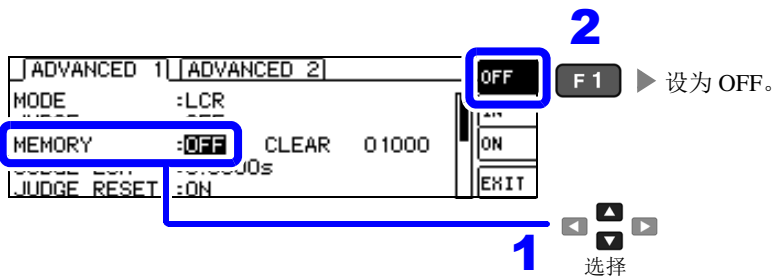 2
ADVANCED 1 ADVANCED 2
OFF
F1 设为 OFF。
MODE :LCR
MEMORY :OFF CLEAR 01000
ON
JUDGE RESET :ON
EXIT
1
选择